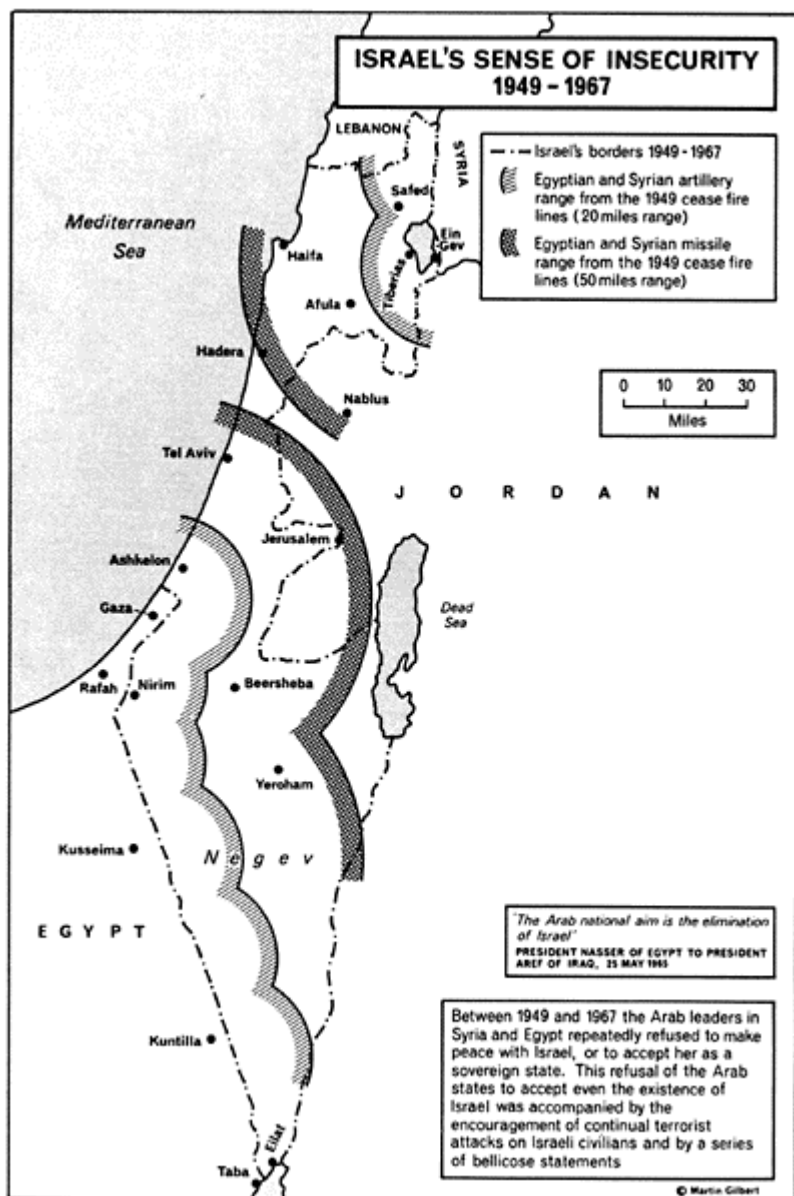 ISRAEL'S SENSE OF INSECURITY
1949 – 1967
LEBANON
SYRIA
Israel's borders 1949-1967
Egyptian and Syrian artillery
range from the 1949 cease fire
lines (20 miles range)
Egyptian and Syrian missile
range from the 1949 cease fire
lines (50 miles range)
Mediterranean
Sea
Safed
Haifa
Ein
Gev
Tiberias
Afula
Hadera
Nablus
0 10 20 30
Miles
Tel Aviv
JORDAN
Jerusalem
Ashkelon
Gaza
Dead
Sea
Rafah
Nirim
Beersheba
Yeroham
Kusseima
Negev
EGYPT
'The Arab national aim is the elimination
of Israel'
PRESIDENT NASSER OF EGYPT TO PRESIDENT
AREF OF IRAQ, 25 MAY 1965
Between 1949 and 1967 the Arab leaders in
Syria and Egypt repeatedly refused to make
peace with Israel, or to accept her as a
sovereign state. This refusal of the Arab
states to accept even the existence of
Israel was accompanied by the
encouragement of continual terrorist
attacks on Israeli civilians and by a series
of bellicose statements
Kuntilla
Eilat
Taba
© Martin Gilbert